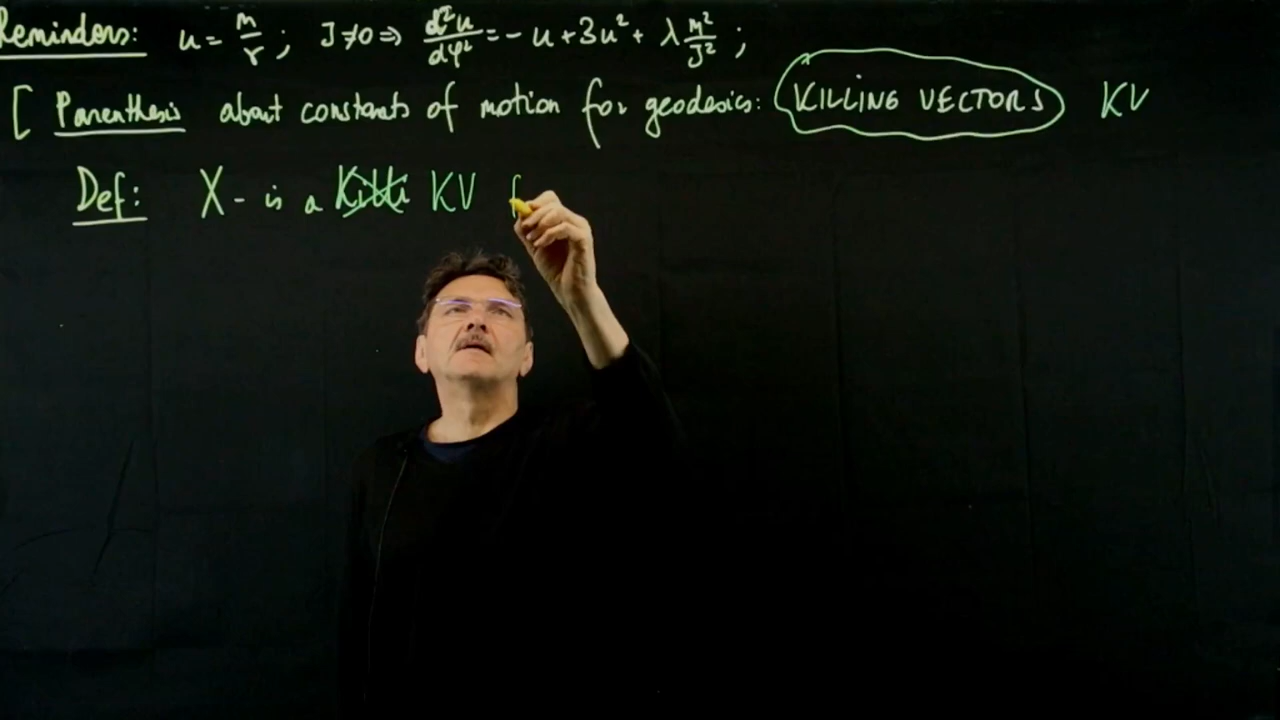 Reminders: u = m/r ; J ≠ 0 ⇒ d²u/dφ² = - u + 3u² + λ m²/J² ;
[ Parenthesis about constants of motion for geodesics: KILLING VECTORS KV
Def: X - is a Killi KV f